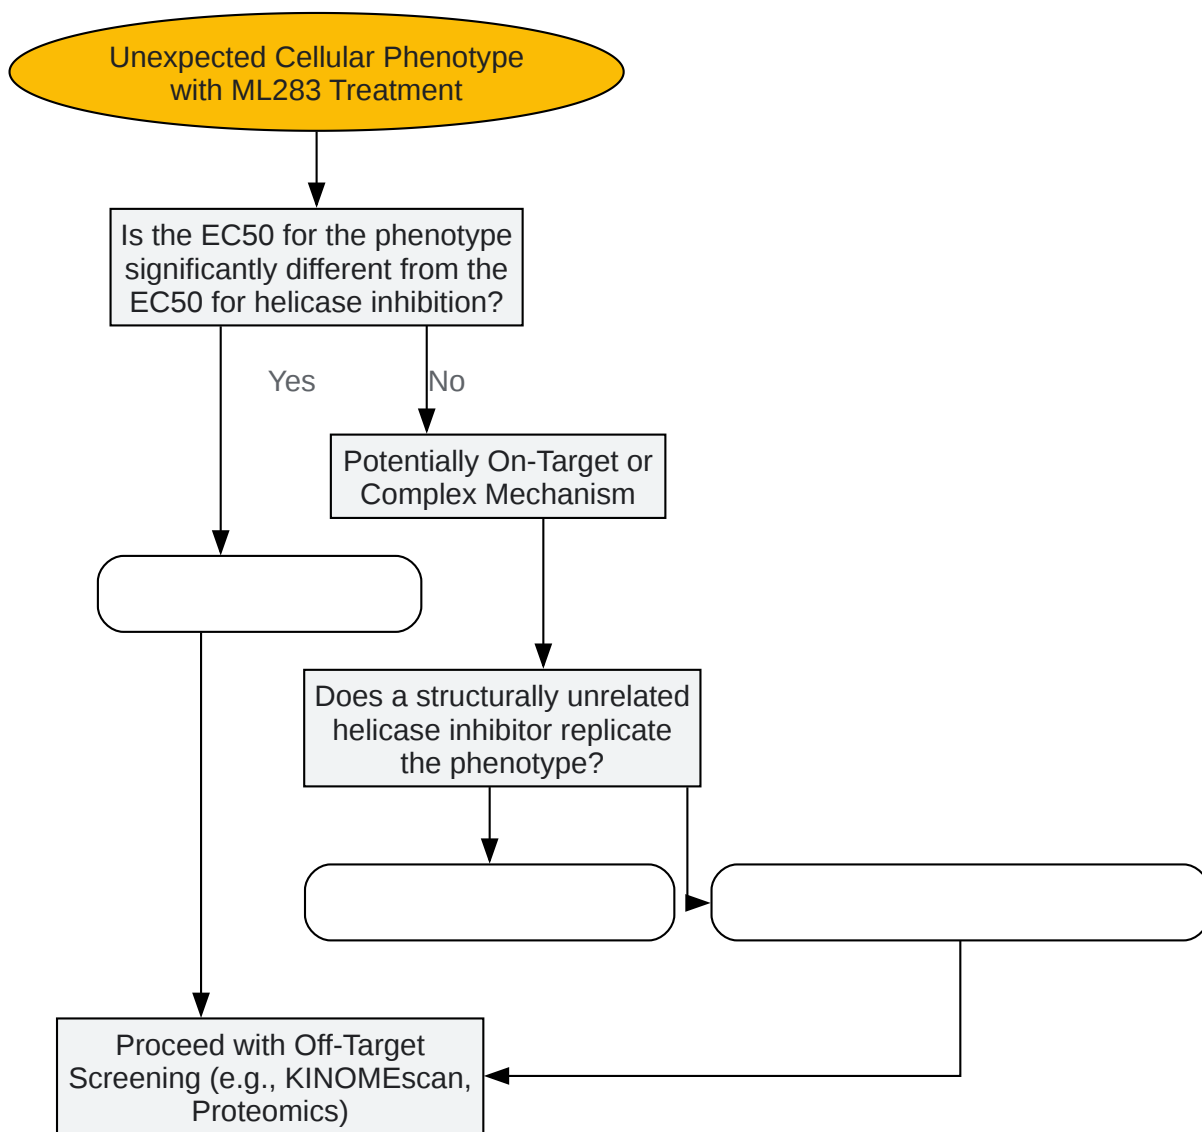 Unexpected Cellular Phenotype
with ML283 Treatment
Is the EC50 for the phenotype
significantly different from the
EC50 for helicase inhibition?
Yes
No
Potentially On-Target or
Complex Mechanism
Does a structurally unrelated
helicase inhibitor replicate
the phenotype?
Proceed with Off-Target
Screening (e.g., KINOMEscan,
Proteomics)